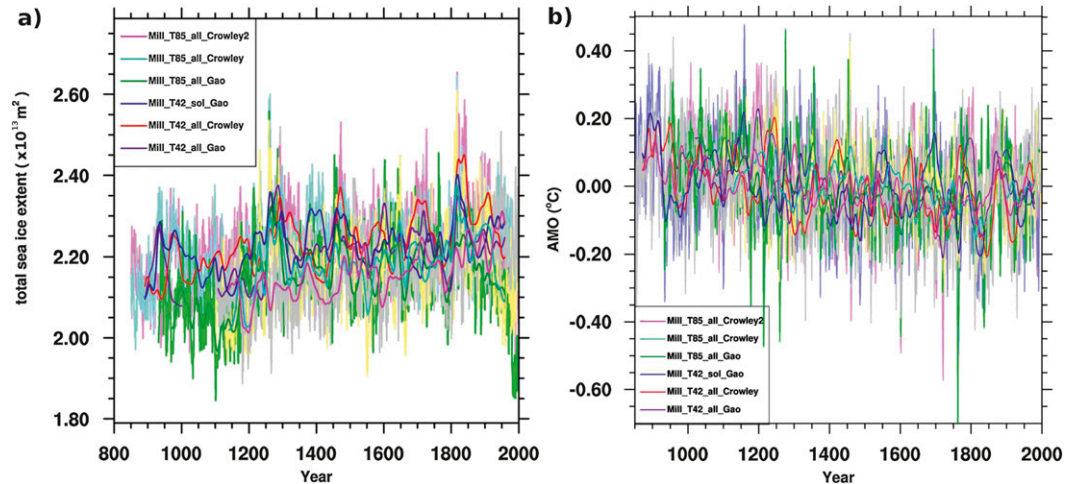 a)
Mill_T85_all_Crowley2
Mill_T85_all_Crowley
Mill_T85_all_Gao
Mill_T42_sol_Gao
Mill_T42_all_Crowley
Mill_T42_all_Gao
total sea ice extent (x10¹³ m²)
2.60
2.40
2.20
2.00
1.80
800 1000 1200 1400 1600 1800 2000
Year
b)
0.40
0.20
0.00
-0.20
-0.40
-0.60
AMO (°C)
Mill_T85_all_Crowley2
Mill_T85_all_Crowley
Mill_T85_all_Gao
Mill_T42_sol_Gao
Mill_T42_all_Crowley
Mill_T42_all_Gao
1000 1200 1400 1600 1800 2000
Year